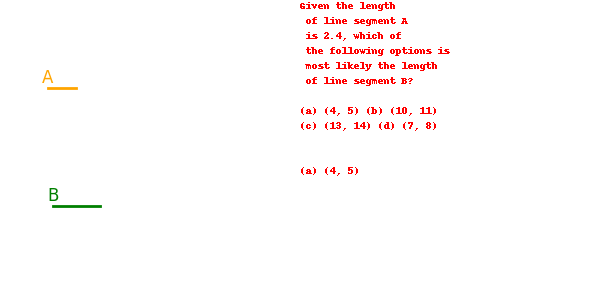 Given the length
of line segment A
is 2.4, which of
the following options is
most likely the length
of line segment B?
(a) (4, 5) (b) (10, 11)
(c) (13, 14) (d) (7, 8)
(a) (4, 5)
A
B